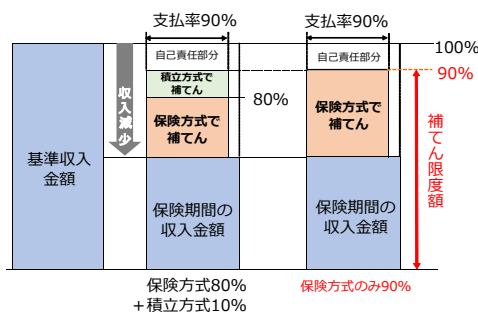 支払率90%
支払率90%
100%
自己責任部分
自己責任部分
90%
積立方式で
補てん
80%
収入減少
保険方式で
補てん
保険方式で
補てん
補てん限度額
基準収入
金額
保険期間の
収入金額
保険期間の
収入金額
保険方式80%
＋積立方式10%
保険方式のみ90%